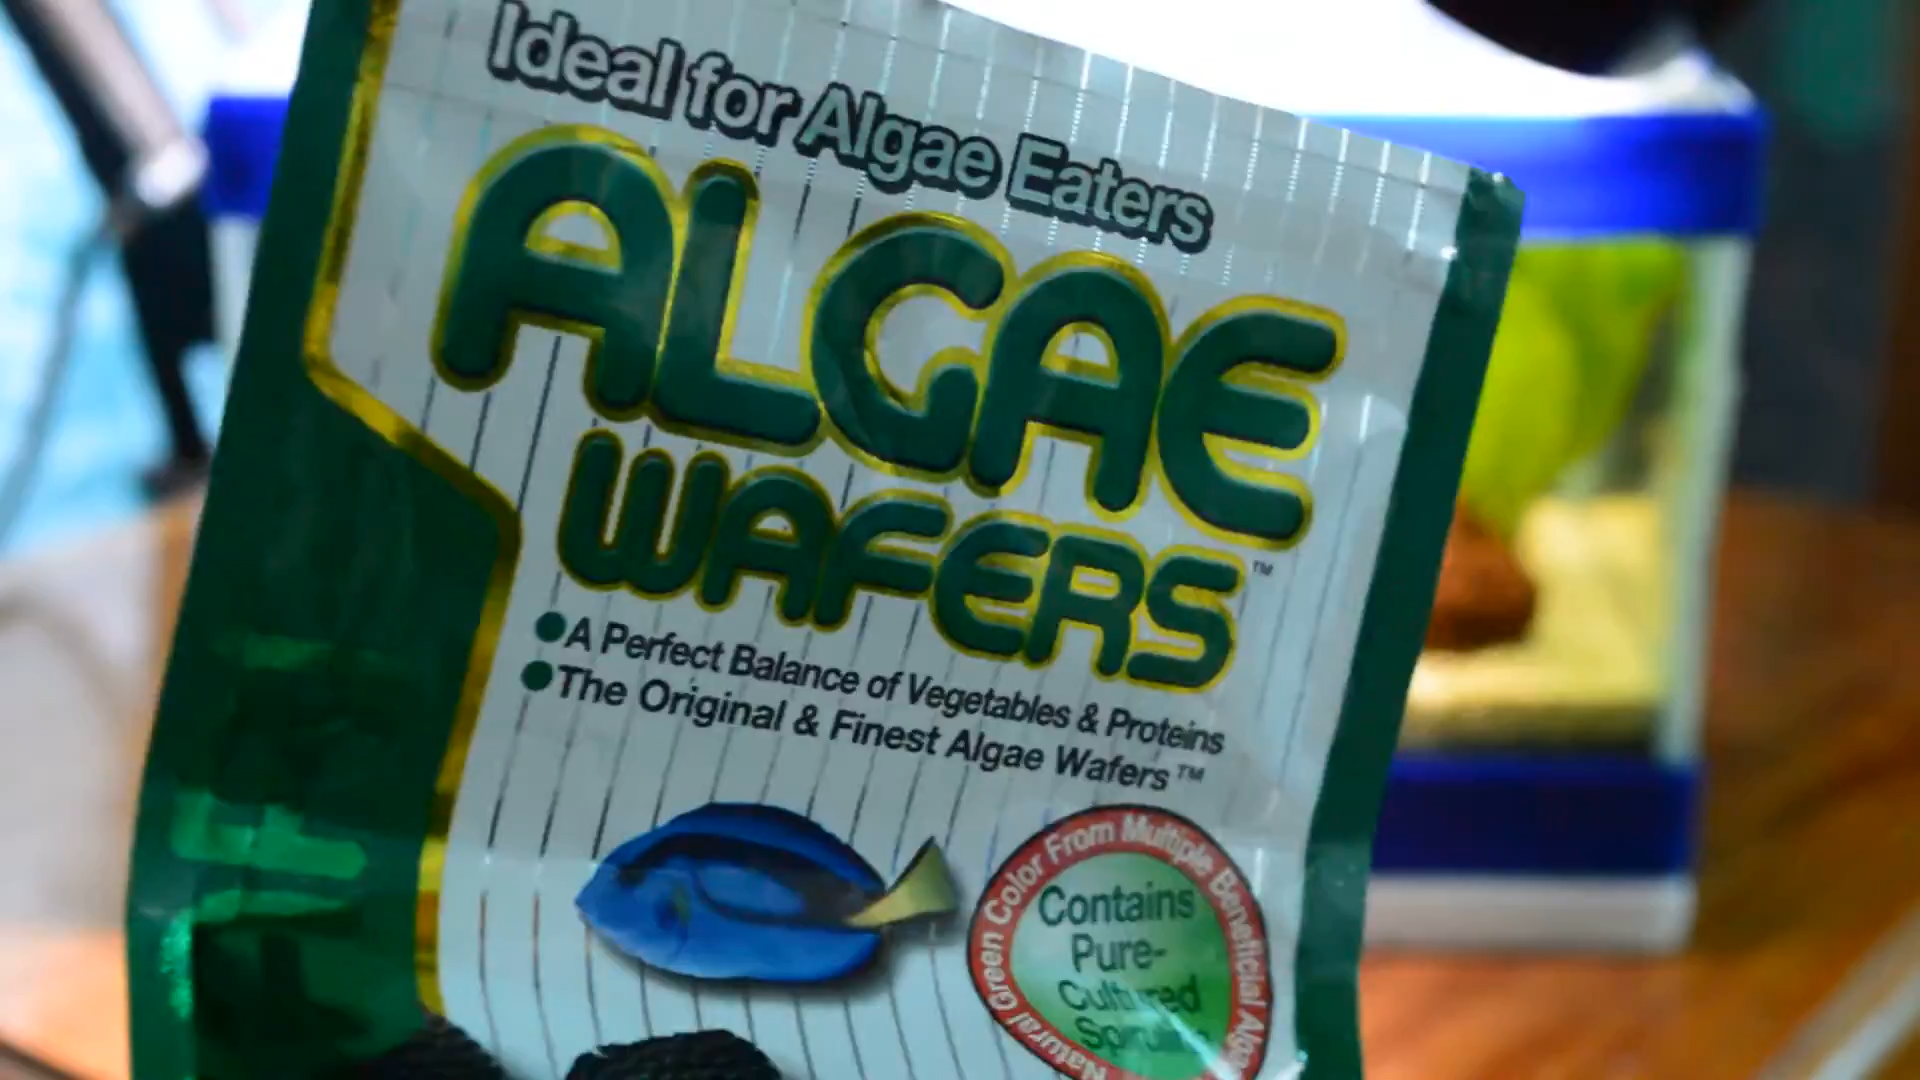 Ideal for Algae Eaters
ALGAE
WAFERS™
●A Perfect Balance of Vegetables & Proteins
●The Original & Finest Algae Wafers™
Natural Green Color From Multiple Beneficial
Contains
Pure-
Cultured